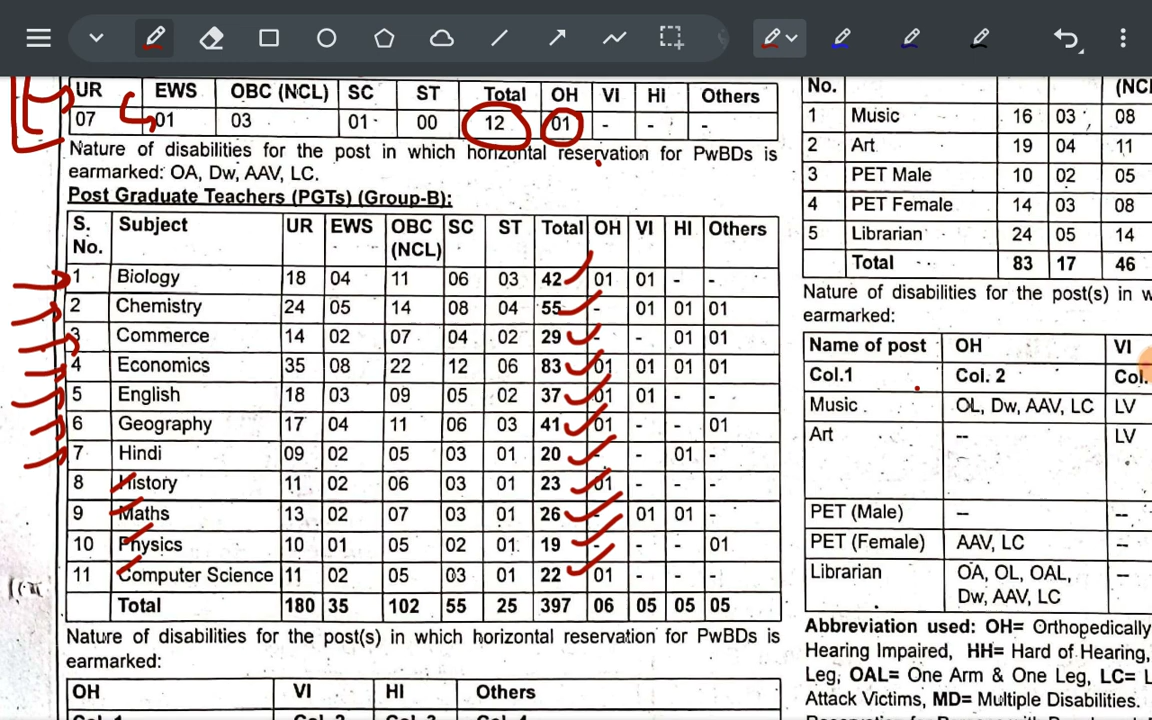 UR EWS OBC (NCL) SC ST Total OH VI HI Others
07 01 03 01 00 12 01 - - -
Nature of disabilities for the post in which horizontal reservation for PwBDs is
earmarked: OA, Dw, AAV, LC.
Post Graduate Teachers (PGTs) (Group-B):
S. No. Subject UR EWS OBC (NCL) SC ST Total OH VI HI Others
1 Biology 18 04 11 06 03 42 01 01 - -
2 Chemistry 24 05 14 08 04 55 - 01 01 01
3 Commerce 14 02 07 04 02 29 - - 01 01
4 Economics 35 08 22 12 06 83 01 01 01 01
5 English 18 03 09 05 02 37 01 01 - -
6 Geography 17 04 11 06 03 41 01 - - 01
7 Hindi 09 02 05 03 01 20 - - 01 -
8 History 11 02 06 03 01 23 01 - - -
9 Maths 13 02 07 03 01 26 - 01 01 -
10 Physics 10 01 05 02 01 19 - - - 01
11 Computer Science 11 02 05 03 01 22 01 - - -
Total 180 35 102 55 25 397 06 05 05 05
Nature of disabilities for the post(s) in which horizontal reservation for PwBDs is
earmarked:
OH VI HI Others
Col. 1 Col. 2 Col. 3 Col. 4
No. (NCL
1 Music 16 03 08
2 Art 19 04 11
3 PET Male 10 02 05
4 PET Female 14 03 08
5 Librarian 24 05 14
Total 83 17 46
Nature of disabilities for the post(s) in w
earmarked:
Name of post OH VI
Col.1 Col. 2 Col.
Music OL, Dw, AAV, LC LV
Art -- LV
PET (Male) -- --
PET (Female) AAV, LC --
Librarian OA, OL, OAL, --
Dw, AAV, LC
Abbreviation used: OH= Orthopedically
Hearing Impaired, HH= Hard of Hearing,
Leg, OAL= One Arm & One Leg, LC= L
Attack Victims, MD= Multiple Disabilities.